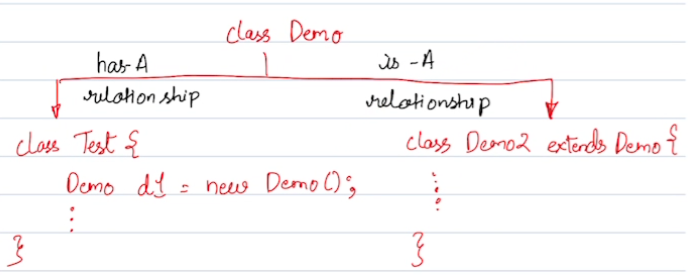 class Demo
has-A is-A
relationship relationship
class Test { class Demo2 extends Demo {
Demo d1 = new Demo();
:
} }